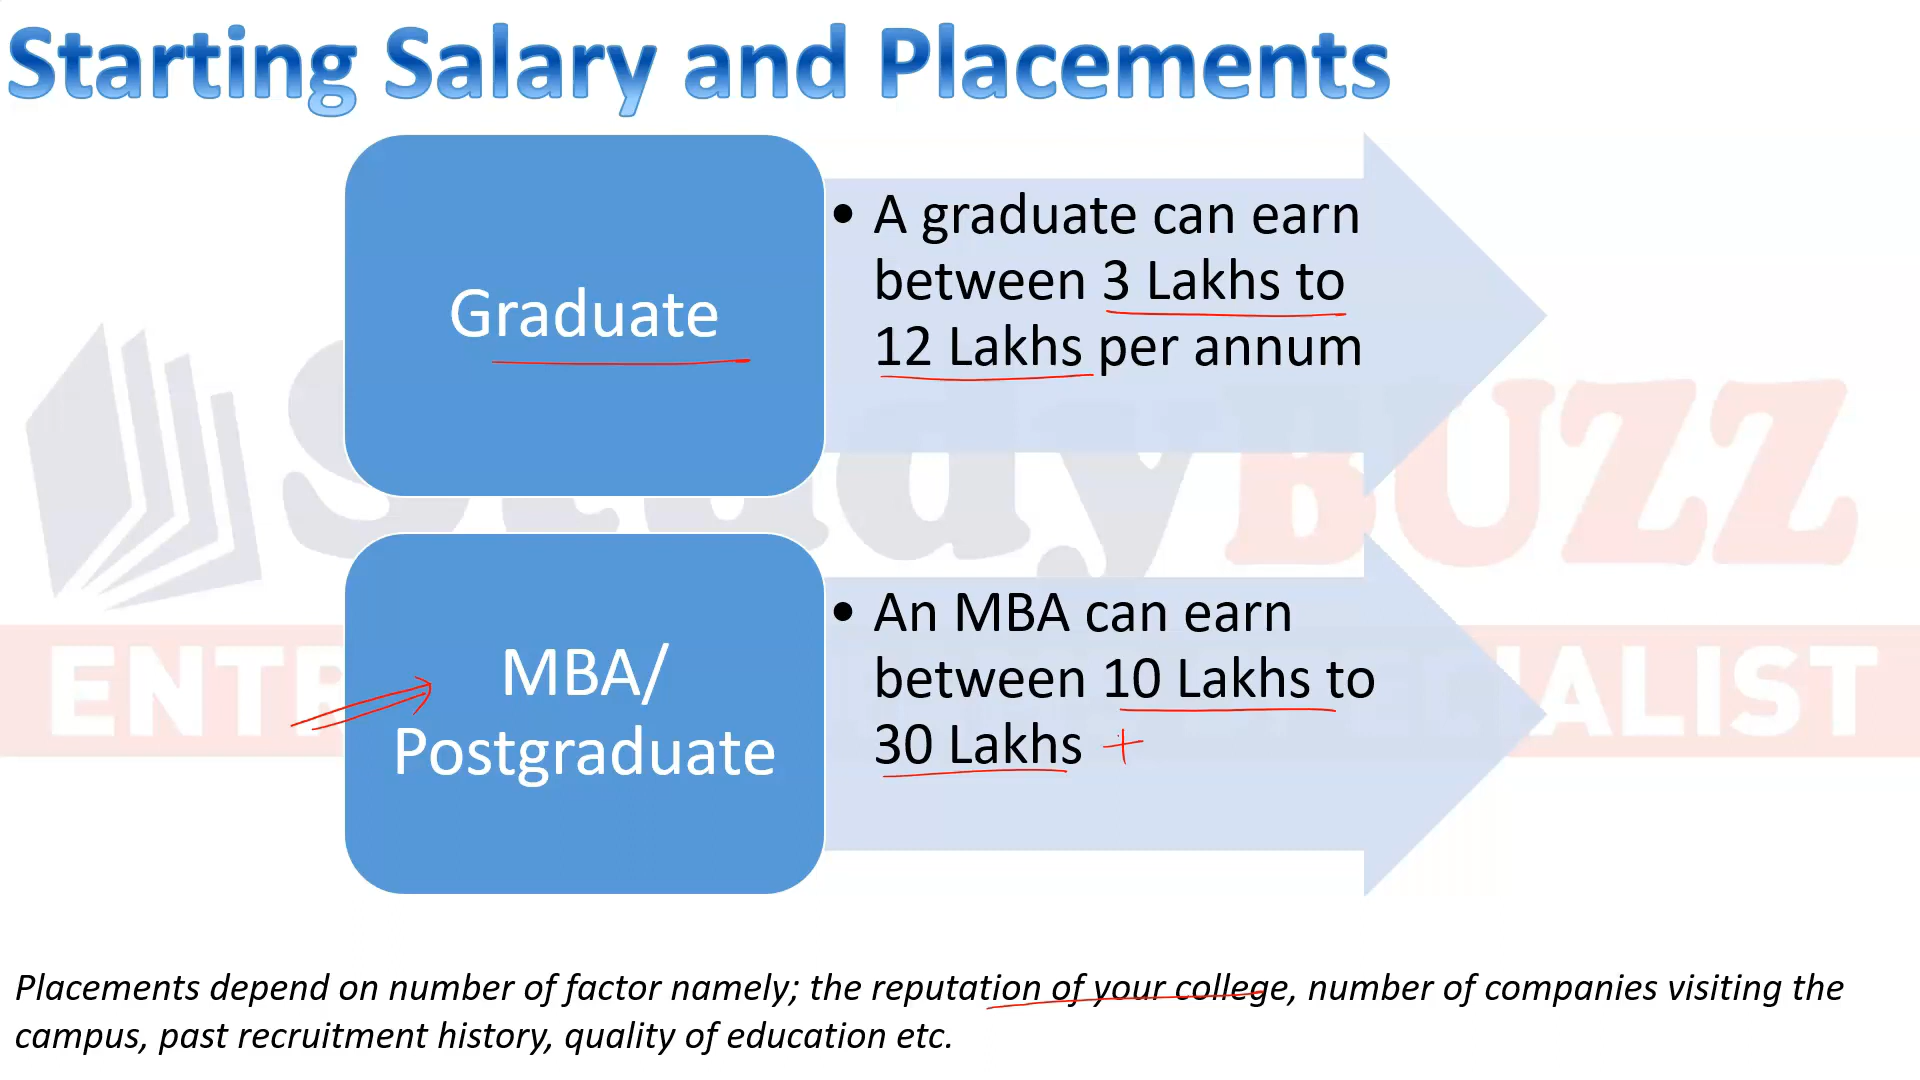 Starting Salary and Placements
Graduate
• A graduate can earn
between 3 Lakhs to
12 Lakhs per annum
MBA/
Postgraduate
• An MBA can earn
between 10 Lakhs to
30 Lakhs +
Placements depend on number of factor namely; the reputation of your college, number of companies visiting the
campus, past recruitment history, quality of education etc.